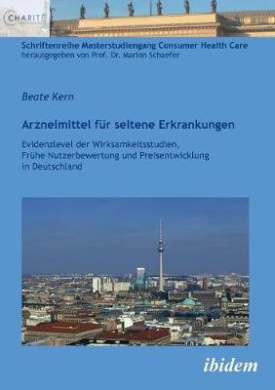 CHARITÉ
Schriftenreihe Masterstudiengang Consumer Health Care
herausgegeben von Prof. Dr. Marion Schaefer
Beate Kern
Arzneimittel für seltene Erkrankungen
Evidenzlevel der Wirksamkeitsstudien,
Frühe Nutzerbewertung und Preisentwicklung
in Deutschland
ibidem